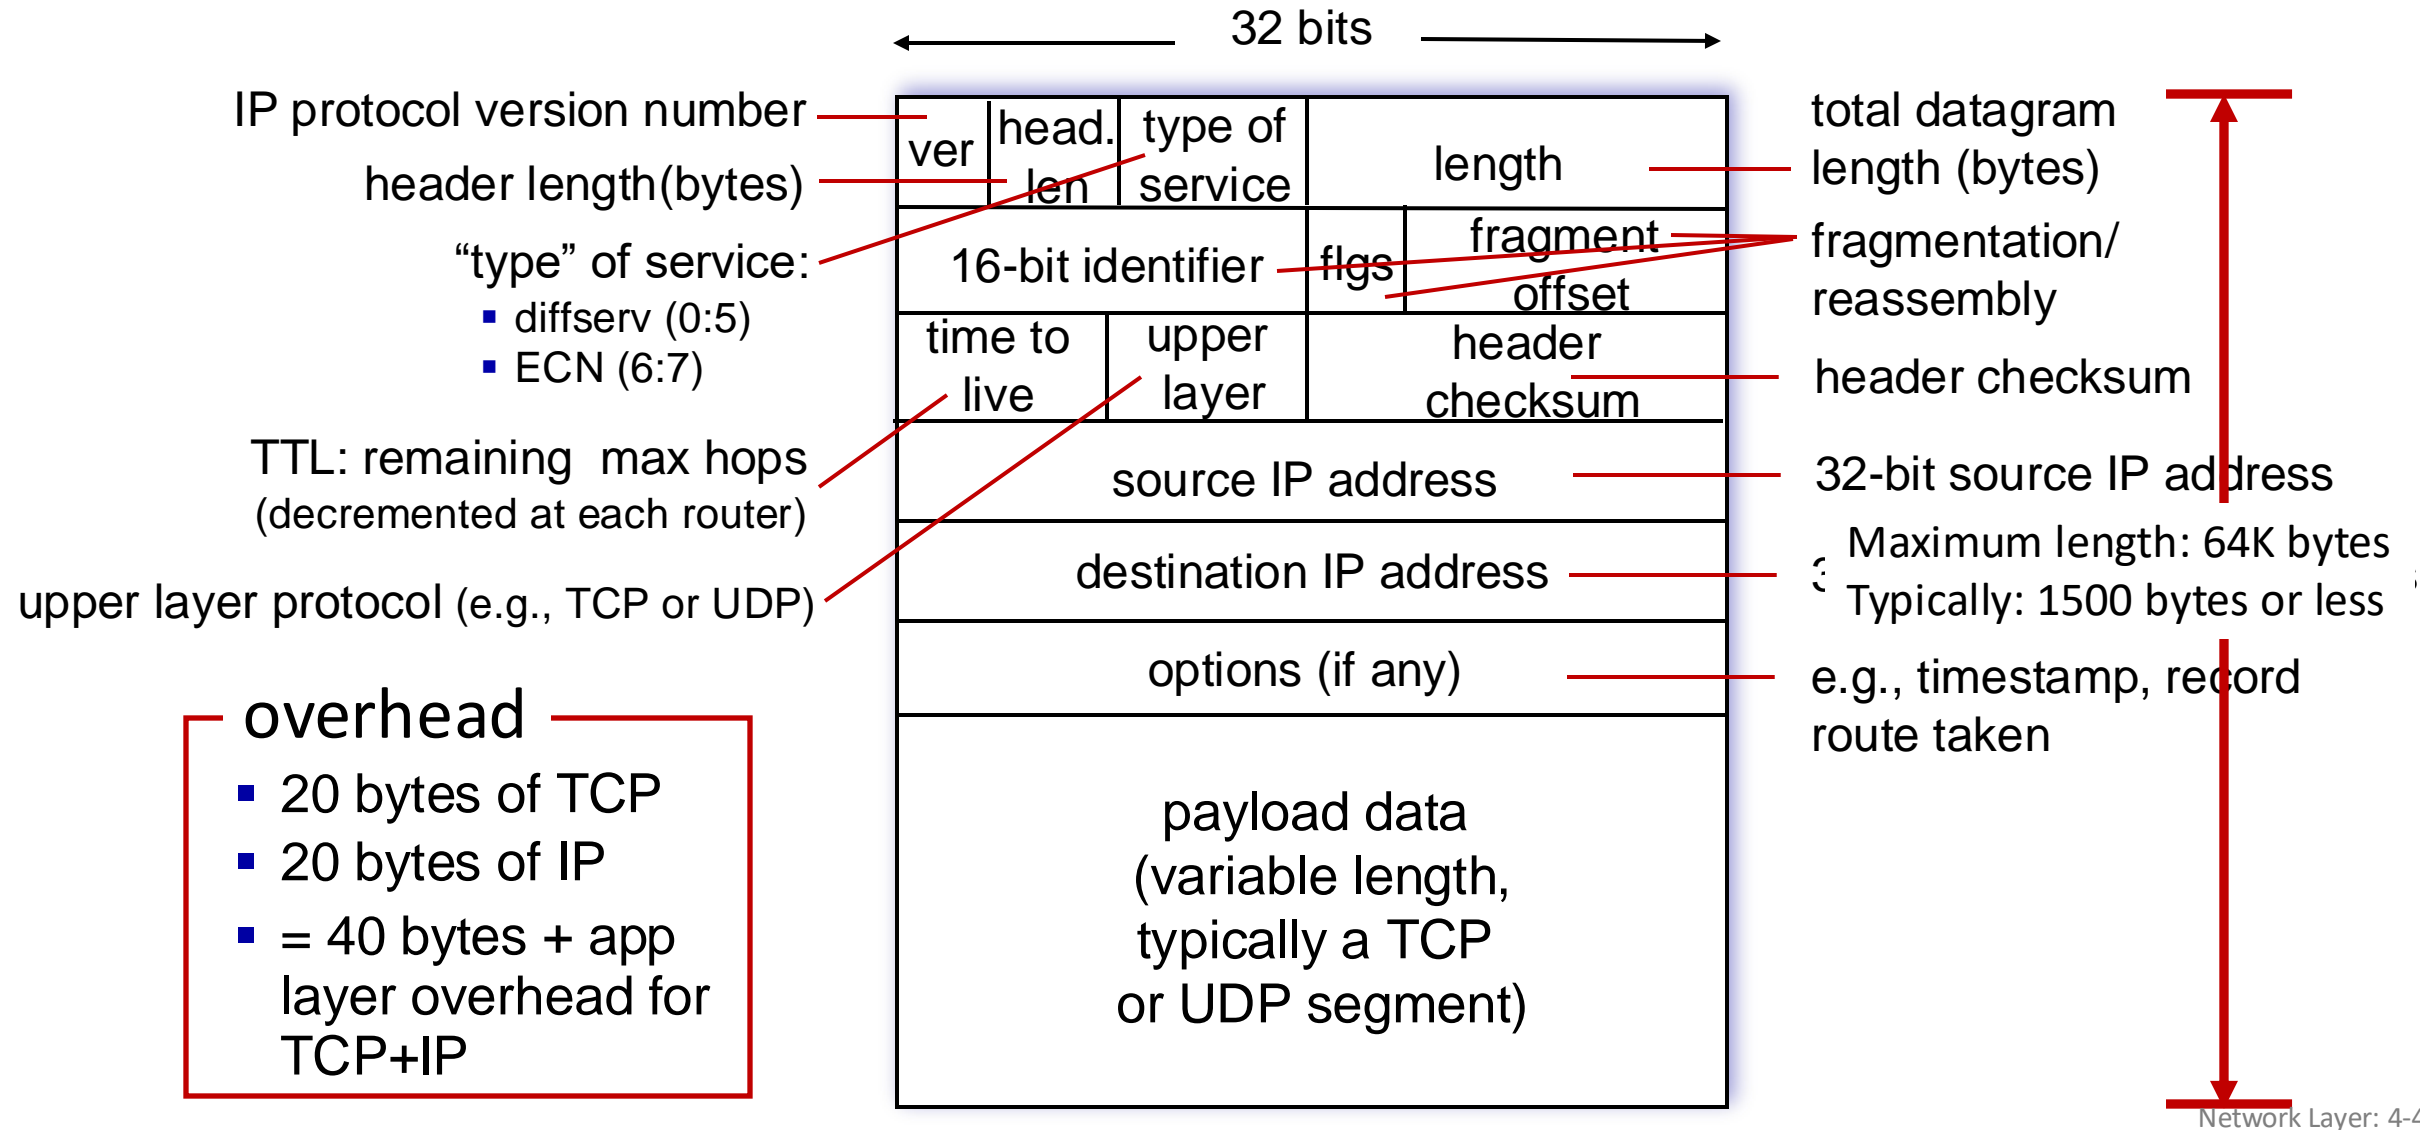 32 bits
IP protocol version number
header length(bytes)
“type” of service:
diffserv (0:5)
ECN (6:7)
TTL: remaining max hops
(decremented at each router)
upper layer protocol (e.g., TCP or UDP)
overhead
20 bytes of TCP
20 bytes of IP
= 40 bytes + app
layer overhead for
TCP+IP
ver
head.
len
type of
service
length
16-bit identifier
flgs
fragment
offset
time to
live
upper
layer
header
checksum
source IP address
destination IP address
options (if any)
payload data
(variable length,
typically a TCP
or UDP segment)
total datagram
length (bytes)
fragmentation/
reassembly
header checksum
32-bit source IP address
Maximum length: 64K bytes
Typically: 1500 bytes or less
e.g., timestamp, record
route taken
Network Layer: 4-4